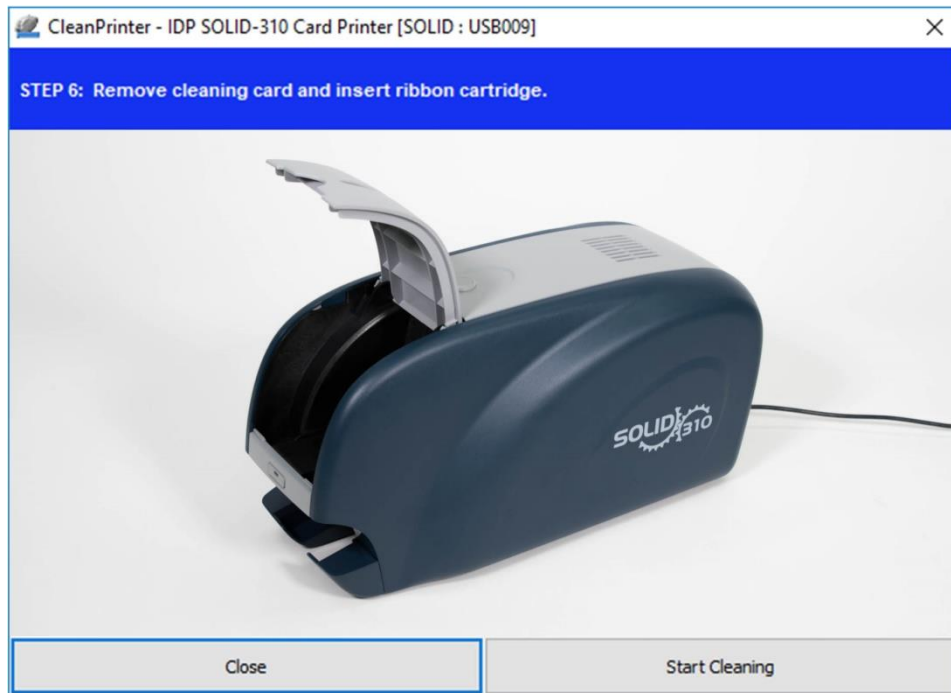 CleanPrinter - IDP SOLID-310 Card Printer [SOLID : USB009]
STEP 6: Remove cleaning card and insert ribbon cartridge.
SOLID 310
Close
Start Cleaning